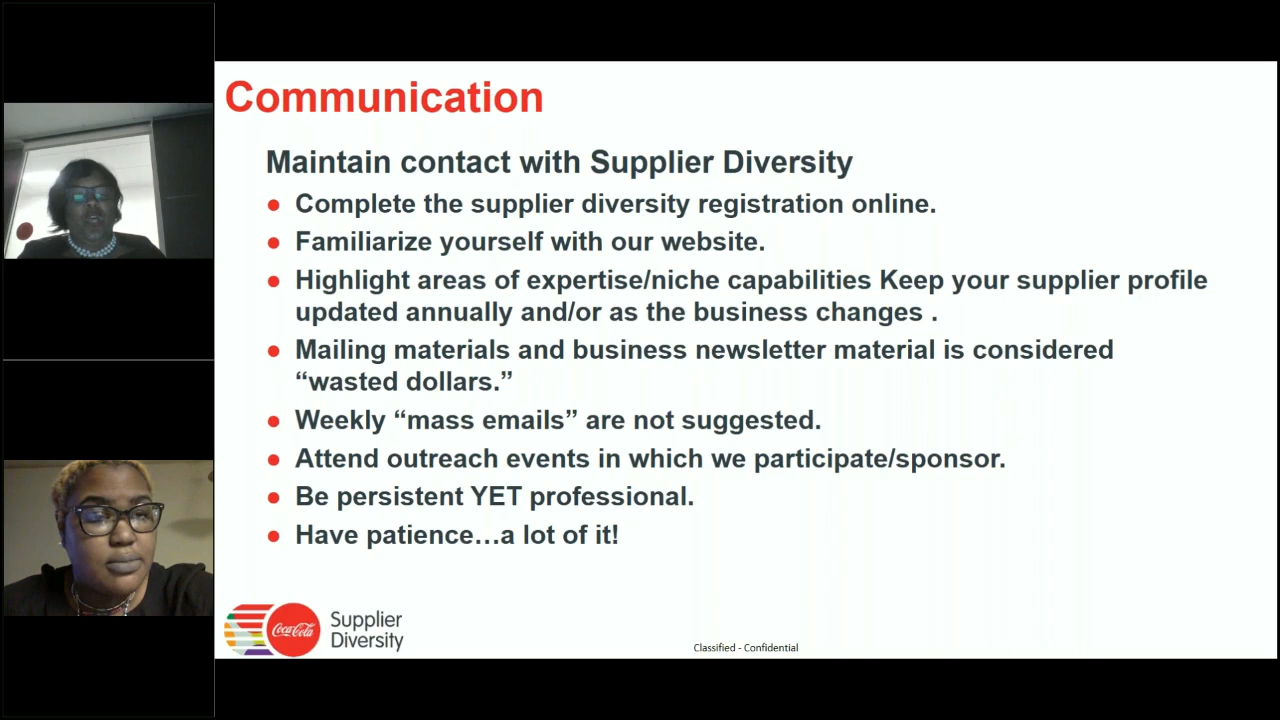 Communication
Maintain contact with Supplier Diversity
● Complete the supplier diversity registration online.
● Familiarize yourself with our website.
● Highlight areas of expertise/niche capabilities Keep your supplier profile
updated annually and/or as the business changes .
● Mailing materials and business newsletter material is considered
“wasted dollars.”
● Weekly “mass emails” are not suggested.
● Attend outreach events in which we participate/sponsor.
● Be persistent YET professional.
● Have patience…a lot of it!
Coca-Cola
Supplier
Diversity
Classified - Confidential